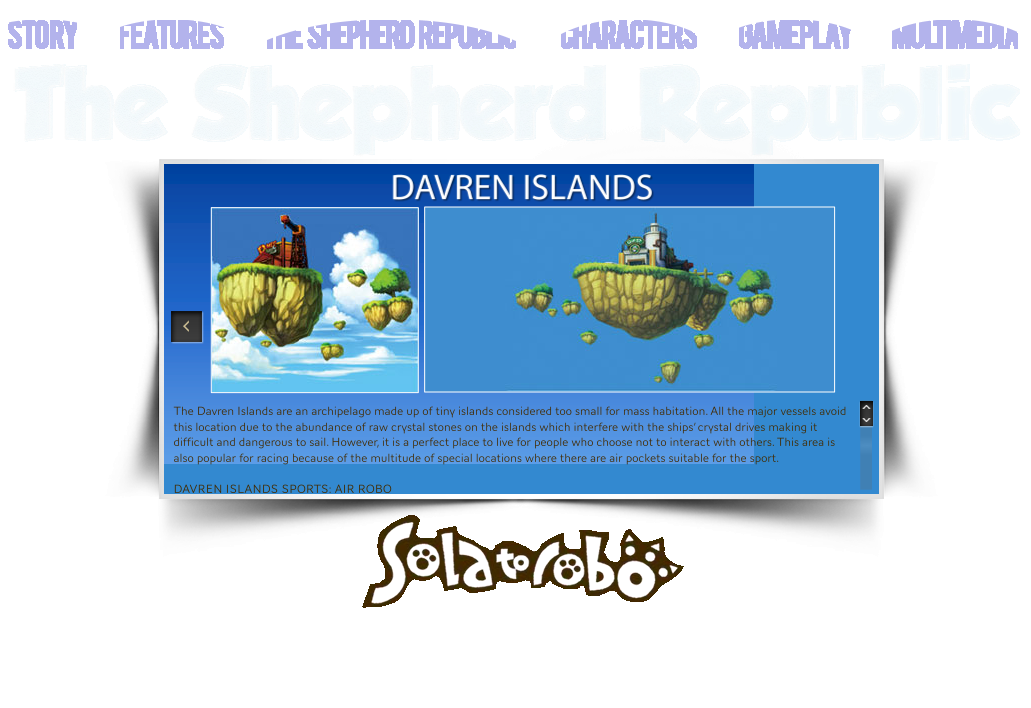 STORY FEATURES THE SHEPHERD REPUBLIC CHARACTERS GAMEPLAY MULTIMEDIA
The Shepherd Republic
DAVREN ISLANDS
The Davren Islands are an archipelago made up of tiny islands considered too small for mass habitation. All the major vessels avoid
this location due to the abundance of raw crystal stones on the islands which interfere with the ships' crystal drives making it
difficult and dangerous to sail. However, it is a perfect place to live for people who choose not to interact with others. This area is
also popular for racing because of the multitude of special locations where there are air pockets suitable for the sport.
DAVREN ISLANDS SPORTS: AIR ROBO
Solatorobo